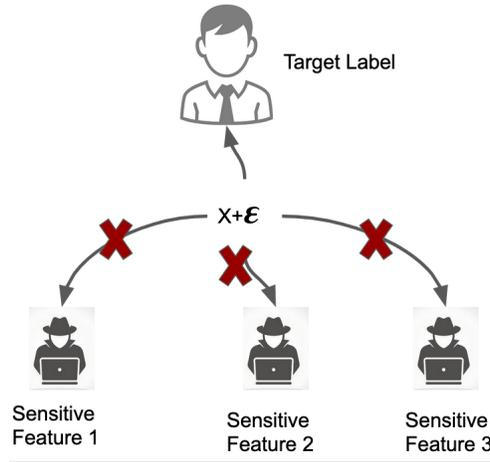 Target Label
X+ε
Sensitive
Feature 1
Sensitive
Feature 2
Sensitive
Feature 3